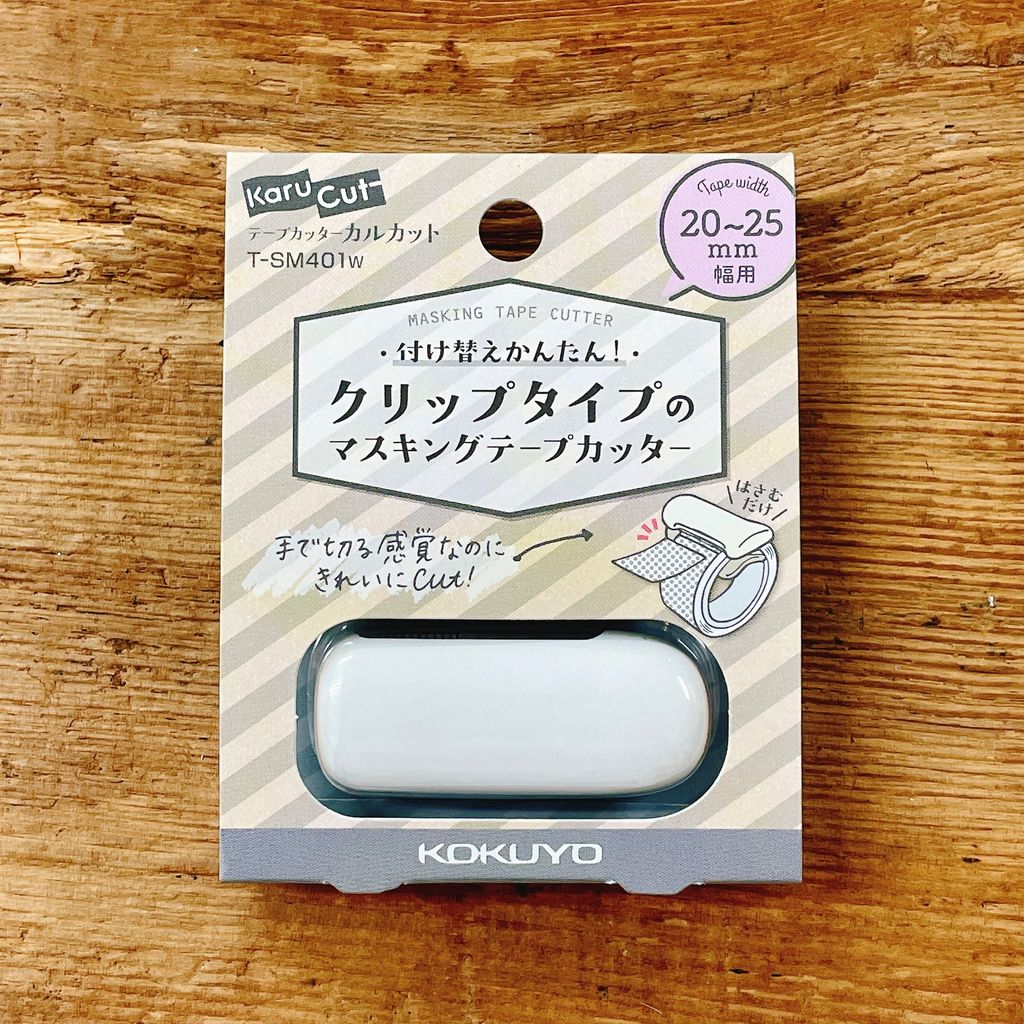 Karu Cut
テープカッターカルカット
T-SM401W
Tape width
20~25
mm
幅用
MASKING TAPE CUTTER
・付け替えかんたん!・
クリップタイプの
マスキングテープカッター
はさむ
だけ
手で切る感覚なのに
きれいにcut!
KOKUYO